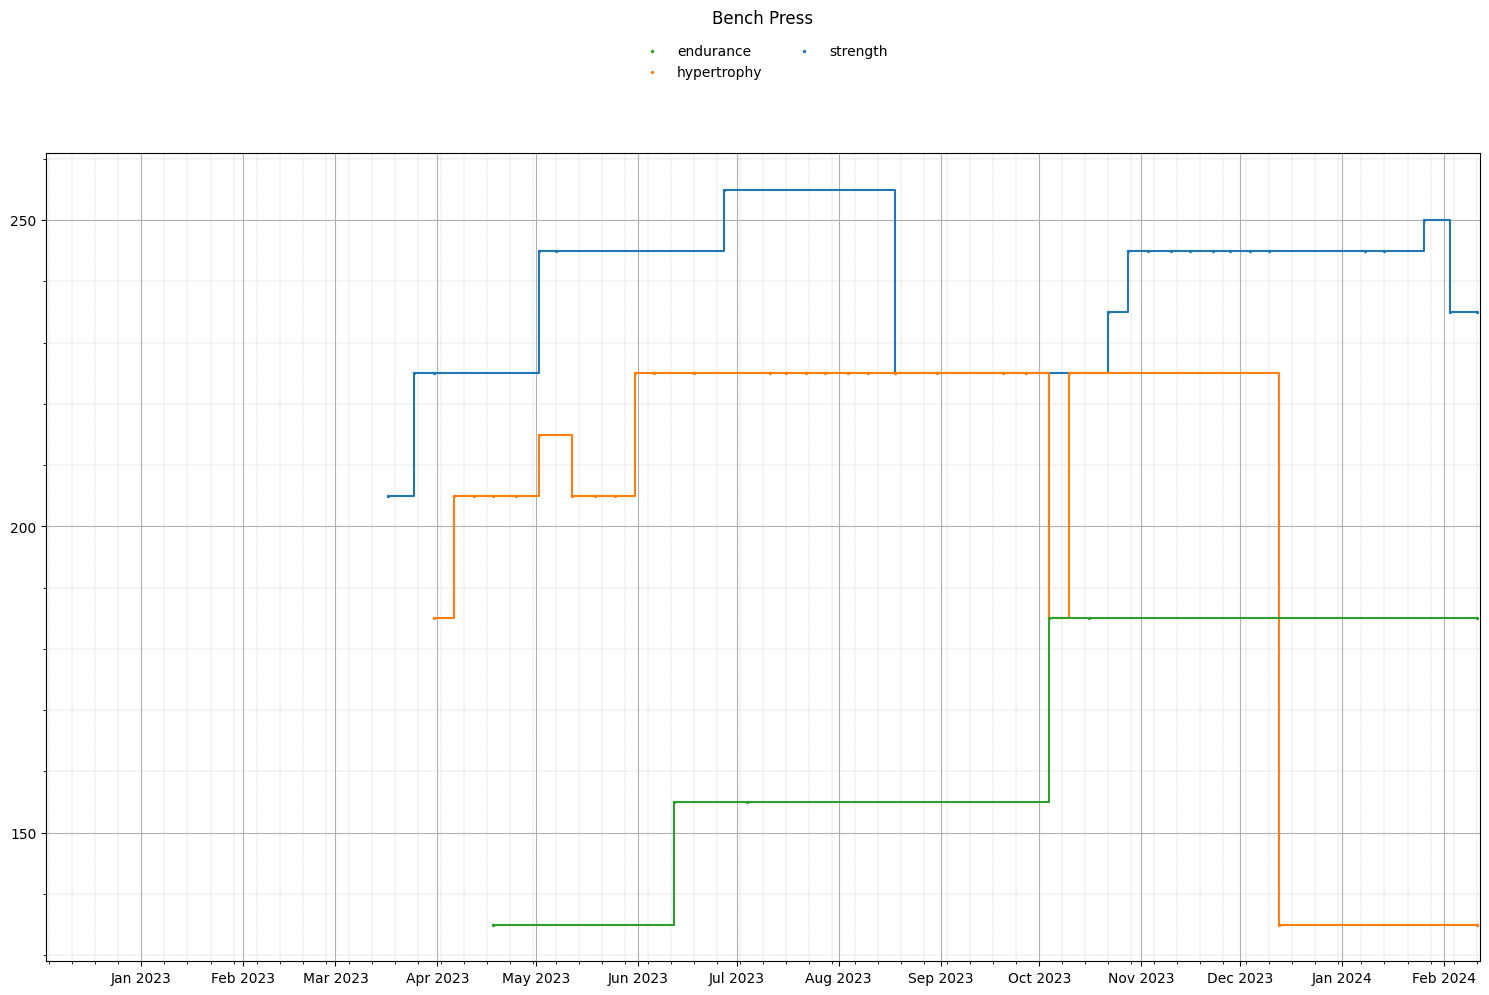 Bench Press
endurance
hypertrophy
strength
250
200
150
Jan 2023
Feb 2023
Mar 2023
Apr 2023
May 2023
Jun 2023
Jul 2023
Aug 2023
Sep 2023
Oct 2023
Nov 2023
Dec 2023
Jan 2024
Feb 2024